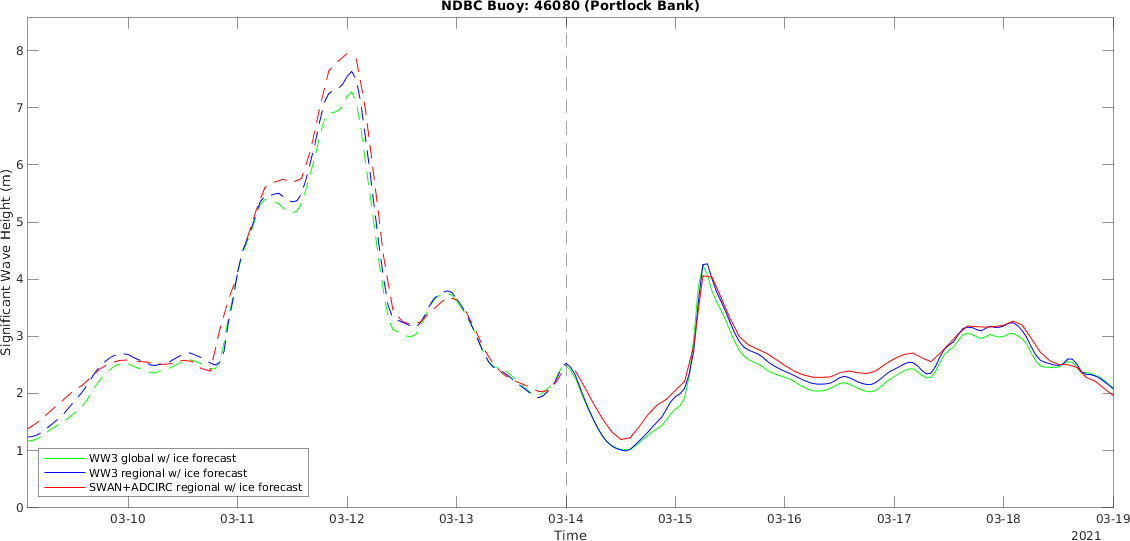 NDBC Buoy: 46080 (Portlock Bank)
Significant Wave Height (m)
8
7
6
5
4
3
2
1
0
WW3 global w/ ice forecast
WW3 regional w/ ice forecast
SWAN+ADCIRC regional w/ ice forecast
03-10 03-11 03-12 03-13 03-14 03-15 03-16 03-17 03-18 03-19
Time
2021